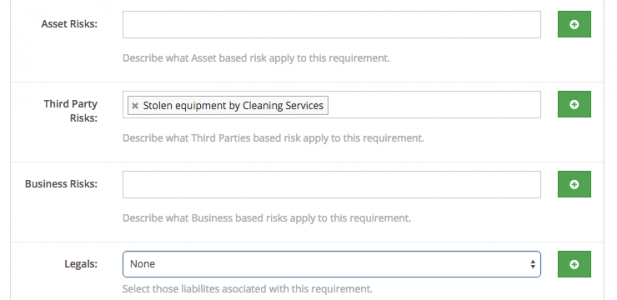 Asset Risks:
Describe what Asset based risk apply to this requirement.
Third Party
Risks:
× Stolen equipment by Cleaning Services
Describe what Third Parties based risk apply to this requirement.
Business Risks:
Describe what Business based risks apply to this requirement.
Legals:
None
Select those liabilites asociated with this requirement.